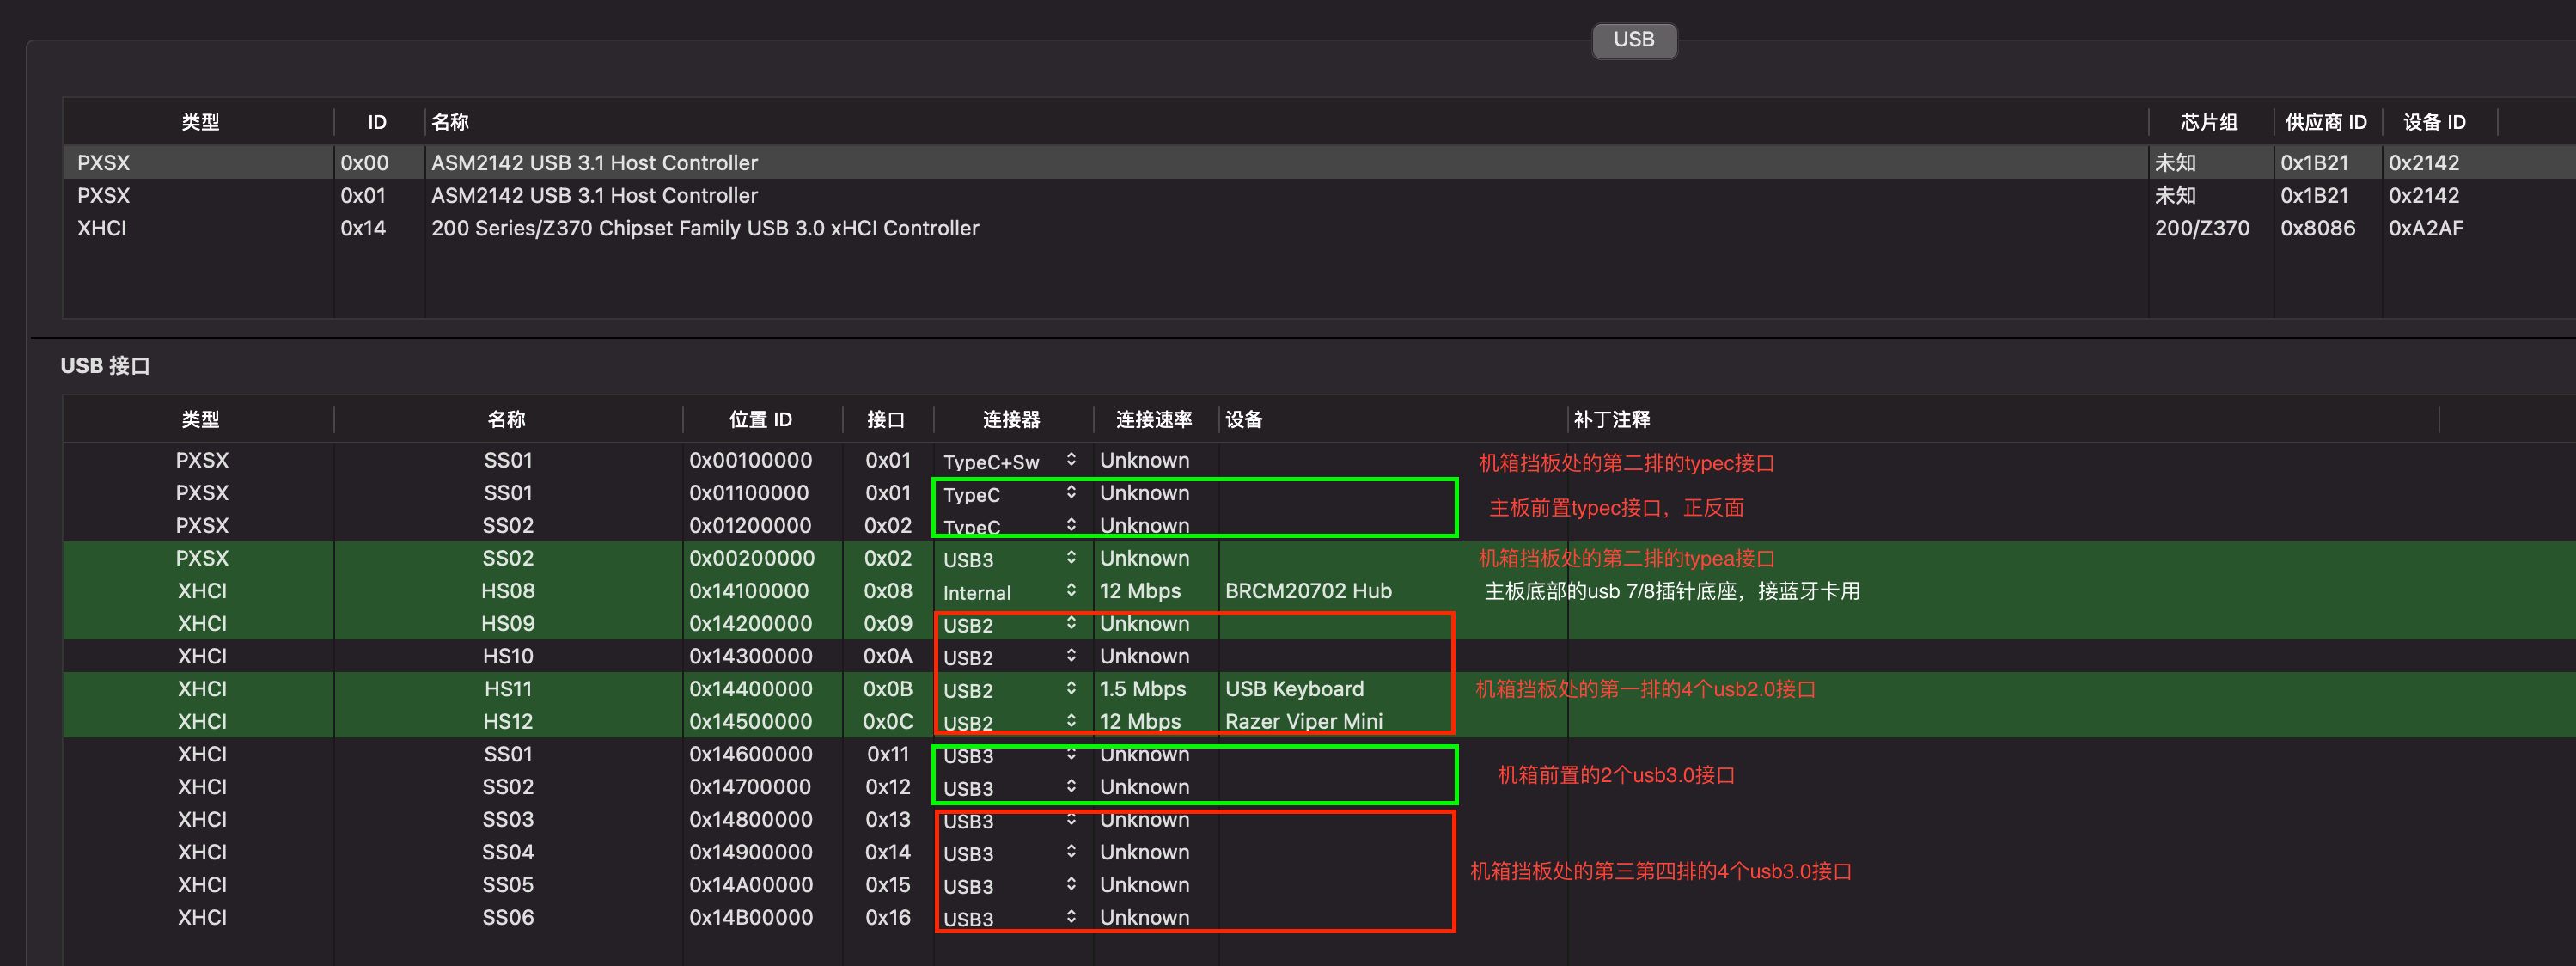 USB
类型 ID 名称 芯片组 供应商 ID 设备 ID
PXSX 0x00 ASM2142 USB 3.1 Host Controller 未知 0x1B21 0x2142
PXSX 0x01 ASM2142 USB 3.1 Host Controller 未知 0x1B21 0x2142
XHCI 0x14 200 Series/Z370 Chipset Family USB 3.0 xHCI Controller 200/Z370 0x8086 0xA2AF
USB 接口
类型 名称 位置 ID 接口 连接器 连接速率 设备 补丁注释
PXSX SS01 0x00100000 0x01 TypeC+Sw Unknown 机箱挡板处的第二排的typec接口
PXSX SS01 0x01100000 0x01 TypeC Unknown
主板前置typec接口，正反面
PXSX SS02 0x01200000 0x02 TypeC Unknown
PXSX SS02 0x00200000 0x02 USB3 Unknown 机箱挡板处的第二排的typea接口
XHCI HS08 0x14100000 0x08 Internal 12 Mbps BRCM20702 Hub 主板底部的usb 7/8插针底座，接蓝牙卡用
XHCI HS09 0x14200000 0x09 USB2 Unknown
XHCI HS10 0x14300000 0x0A USB2 Unknown
XHCI HS11 0x14400000 0x0B USB2 1.5 Mbps USB Keyboard 机箱挡板处的第一排的4个usb2.0接口
XHCI HS12 0x14500000 0x0C USB2 12 Mbps Razer Viper Mini
XHCI SS01 0x14600000 0x11 USB3 Unknown
机箱前置的2个usb3.0接口
XHCI SS02 0x14700000 0x12 USB3 Unknown
XHCI SS03 0x14800000 0x13 USB3 Unknown
XHCI SS04 0x14900000 0x14 USB3 Unknown
机箱挡板处的第三第四排的4个usb3.0接口
XHCI SS05 0x14A00000 0x15 USB3 Unknown
XHCI SS06 0x14B00000 0x16 USB3 Unknown